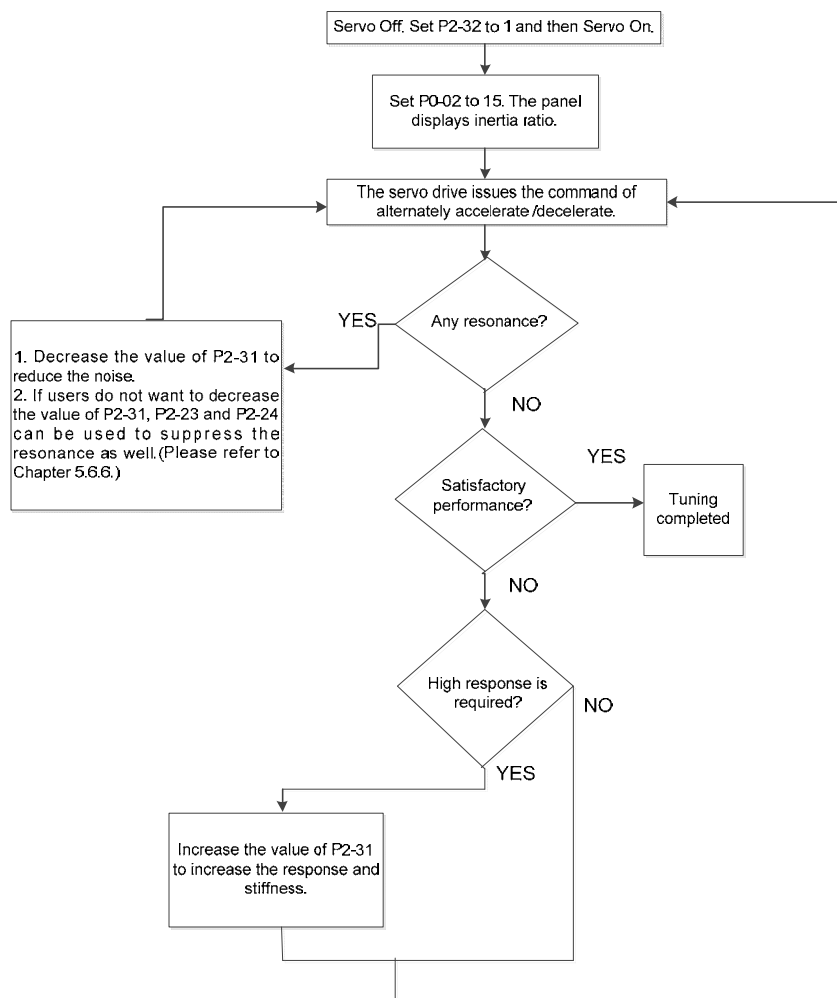 Servo Off. Set P2-32 to 1 and then Servo On.
Set P0-02 to 15. The panel
displays inertia ratio.
The servo drive issues the command of
alternately accelerate/decelerate.
Any resonance?
YES
1. Decrease the value of P2-31 to
reduce the noise.
2. If users do not want to decrease
the value of P2-31, P2-23 and P2-24
can be used to suppress the
resonance as well.(Please refer to
Chapter 5.6.6.)
NO
Satisfactory
performance?
YES
Tuning
completed
NO
High response is
required?
NO
YES
Increase the value of P2-31
to increase the response and
stiffness.